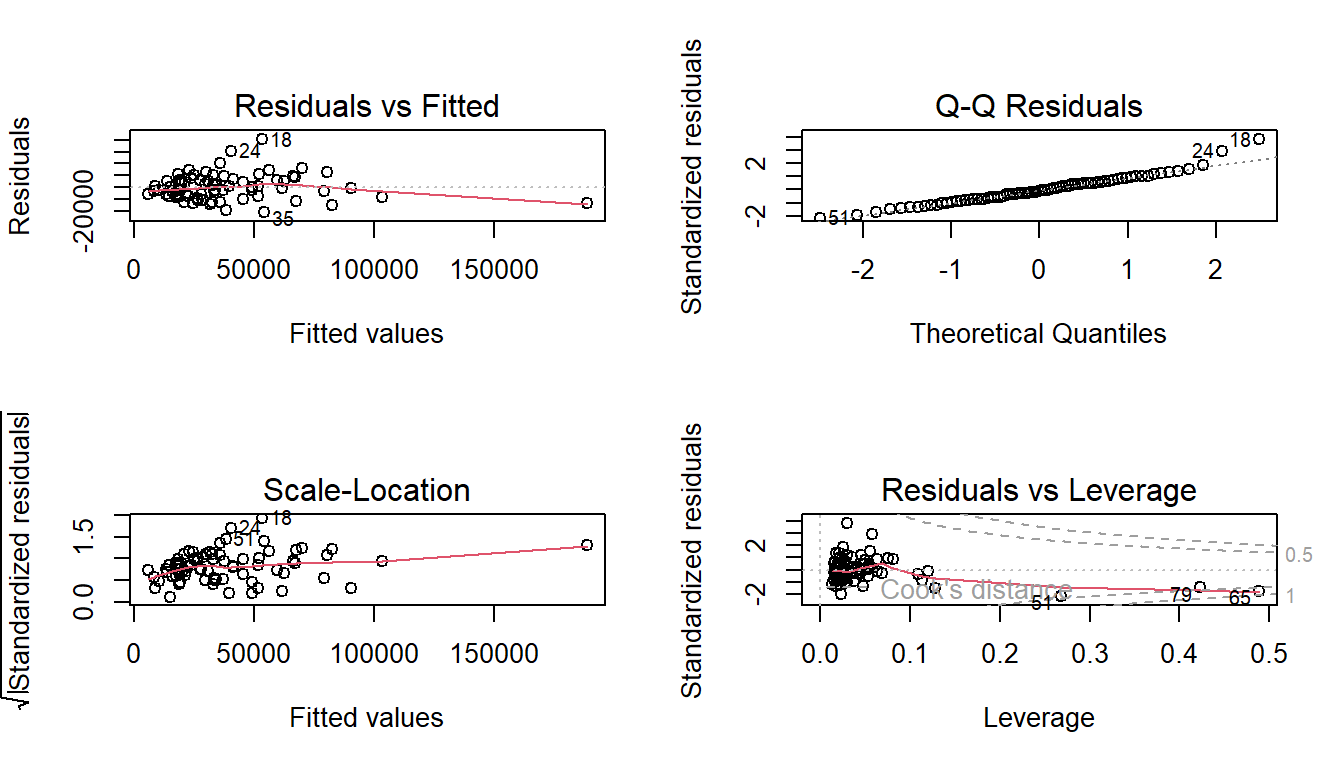 Residuals vs Fitted
Residuals
-20000
18
24
35
0 50000 100000 150000
Fitted values
Q-Q Residuals
Standardized residuals
2
-2
18
24
51
-2 -1 0 1 2
Theoretical Quantiles
Scale-Location
√|Standardized residuals|
1.5
0.0
18
24
51
0 50000 100000 150000
Fitted values
Residuals vs Leverage
Standardized residuals
2
-2
0.5
1
Cook's distance
51
79
65
0.0 0.1 0.2 0.3 0.4 0.5
Leverage